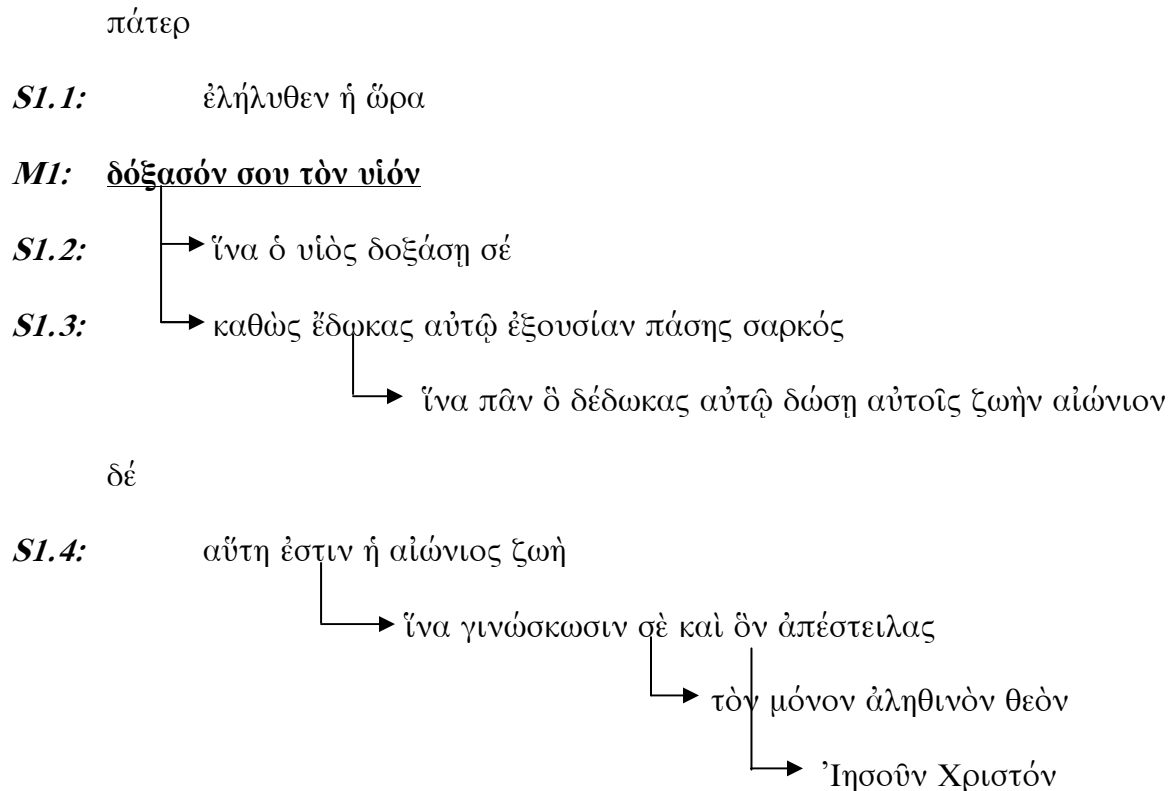 πάτερ
S1.1: ἐλήλυθεν ἡ ὥρα
M1: δόξασόν σου τὸν υἱόν
S1.2: ἵνα ὁ υἱὸς δοξάσῃ σέ
S1.3: καθὼς ἔδωκας αὐτῷ ἐξουσίαν πάσης σαρκός
ἵνα πᾶν ὃ δέδωκας αὐτῷ δώσῃ αὐτοῖς ζωὴν αἰώνιον
δέ
S1.4: αὕτη ἐστιν ἡ αἰώνιος ζωὴ
ἵνα γινώσκωσιν σὲ καὶ ὃν ἀπέστειλας
τὸν μόνον ἀληθινὸν θεὸν
Ἰησοῦν Χριστόν